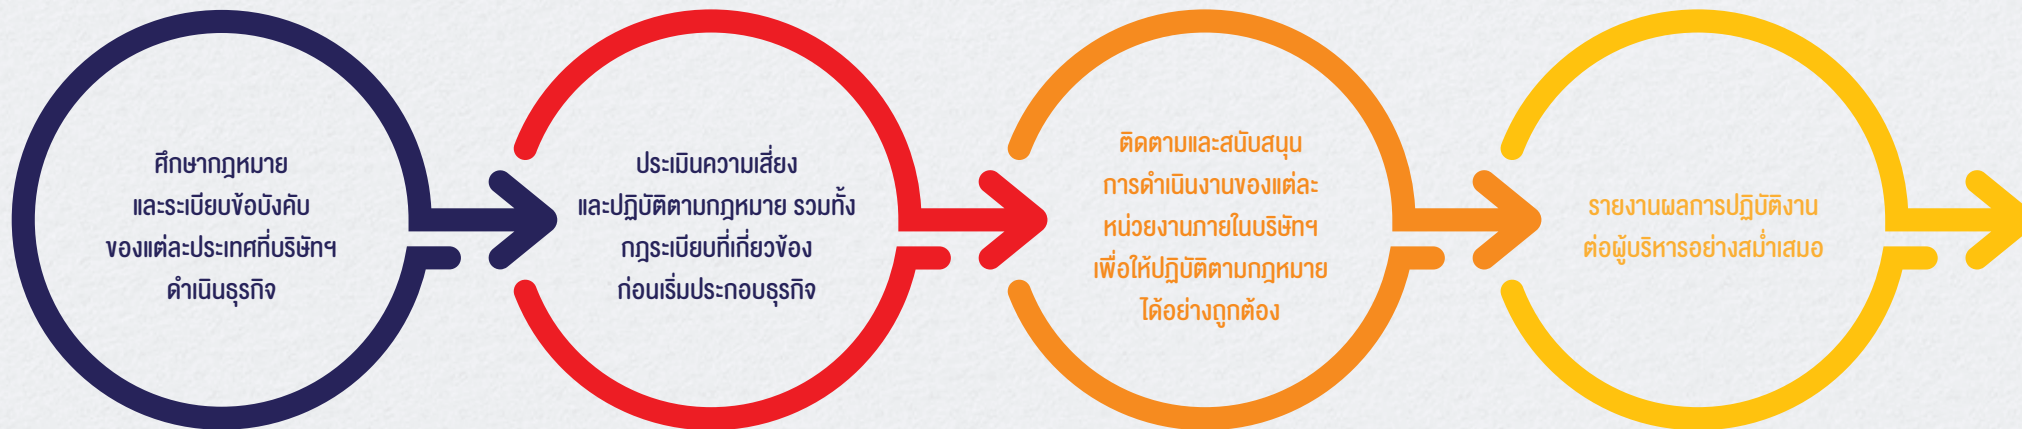 ศึกษากฎหมาย
และระเบียบข้อบังคับ
ของแต่ละประเทศที่บริษัทฯ
ดำเนินธุรกิจ
ประเมินความเสี่ยง
และปฏิบัติตามกฎหมาย รวมทั้ง
กฎระเบียบที่เกี่ยวข้อง
ก่อนเริ่มประกอบธุรกิจ
ติดตามและสนับสนุน
การดำเนินงานของแต่ละ
หน่วยงานภายในบริษัทฯ
เพื่อให้ปฏิบัติตามกฎหมาย
ได้อย่างถูกต้อง
รายงานผลการปฏิบัติงาน
ต่อผู้บริหารอย่างสม่ำเสมอ